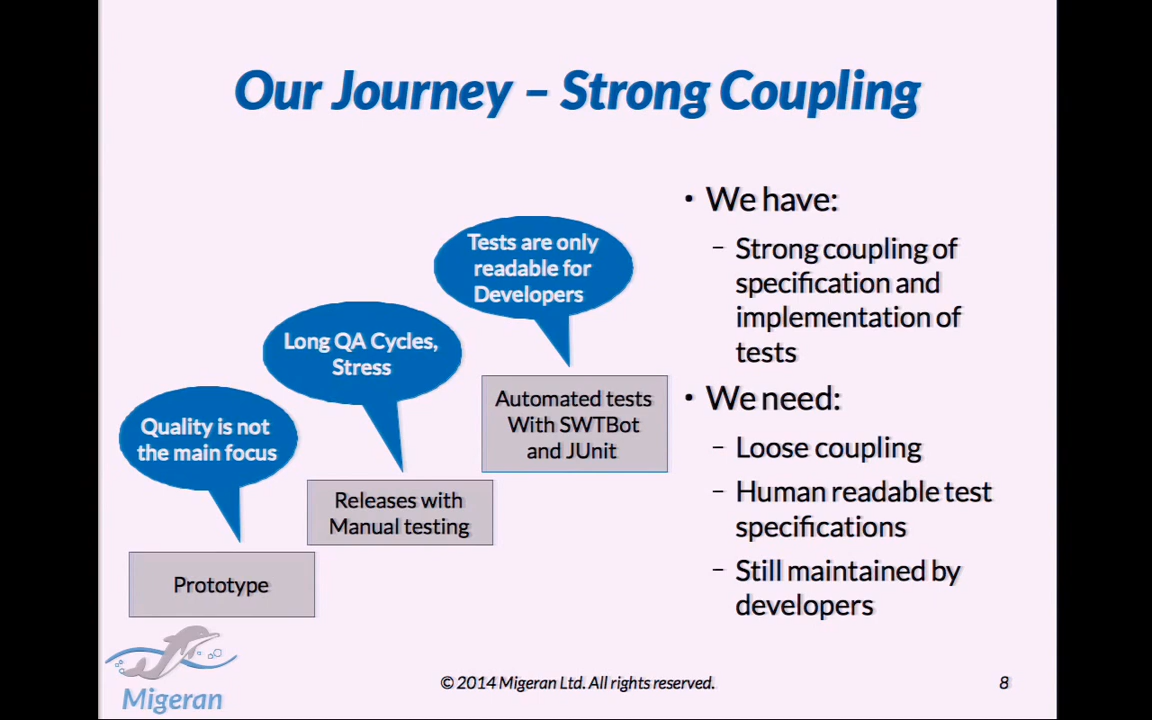 Our Journey – Strong Coupling
Tests are only
readable for
Developers
Long QA Cycles,
Stress
Quality is not
the main focus
Automated tests
With SWTBot
and JUnit
Releases with
Manual testing
Prototype
• We have:
– Strong coupling of
specification and
implementation of
tests
• We need:
– Loose coupling
– Human readable test
specifications
– Still maintained by
developers
Migeran
© 2014 Migeran Ltd. All rights reserved.
8